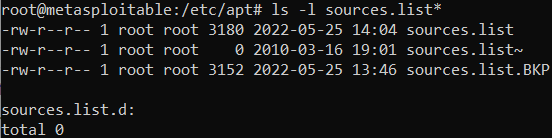 root@metasploitable:/etc/apt# ls -l sources.list*
-rw-r--r-- 1 root root 3180 2022-05-25 14:04 sources.list
-rw-r--r-- 1 root root    0 2010-03-16 19:01 sources.list~
-rw-r--r-- 1 root root 3152 2022-05-25 13:46 sources.list.BKP
sources.list.d:
total 0